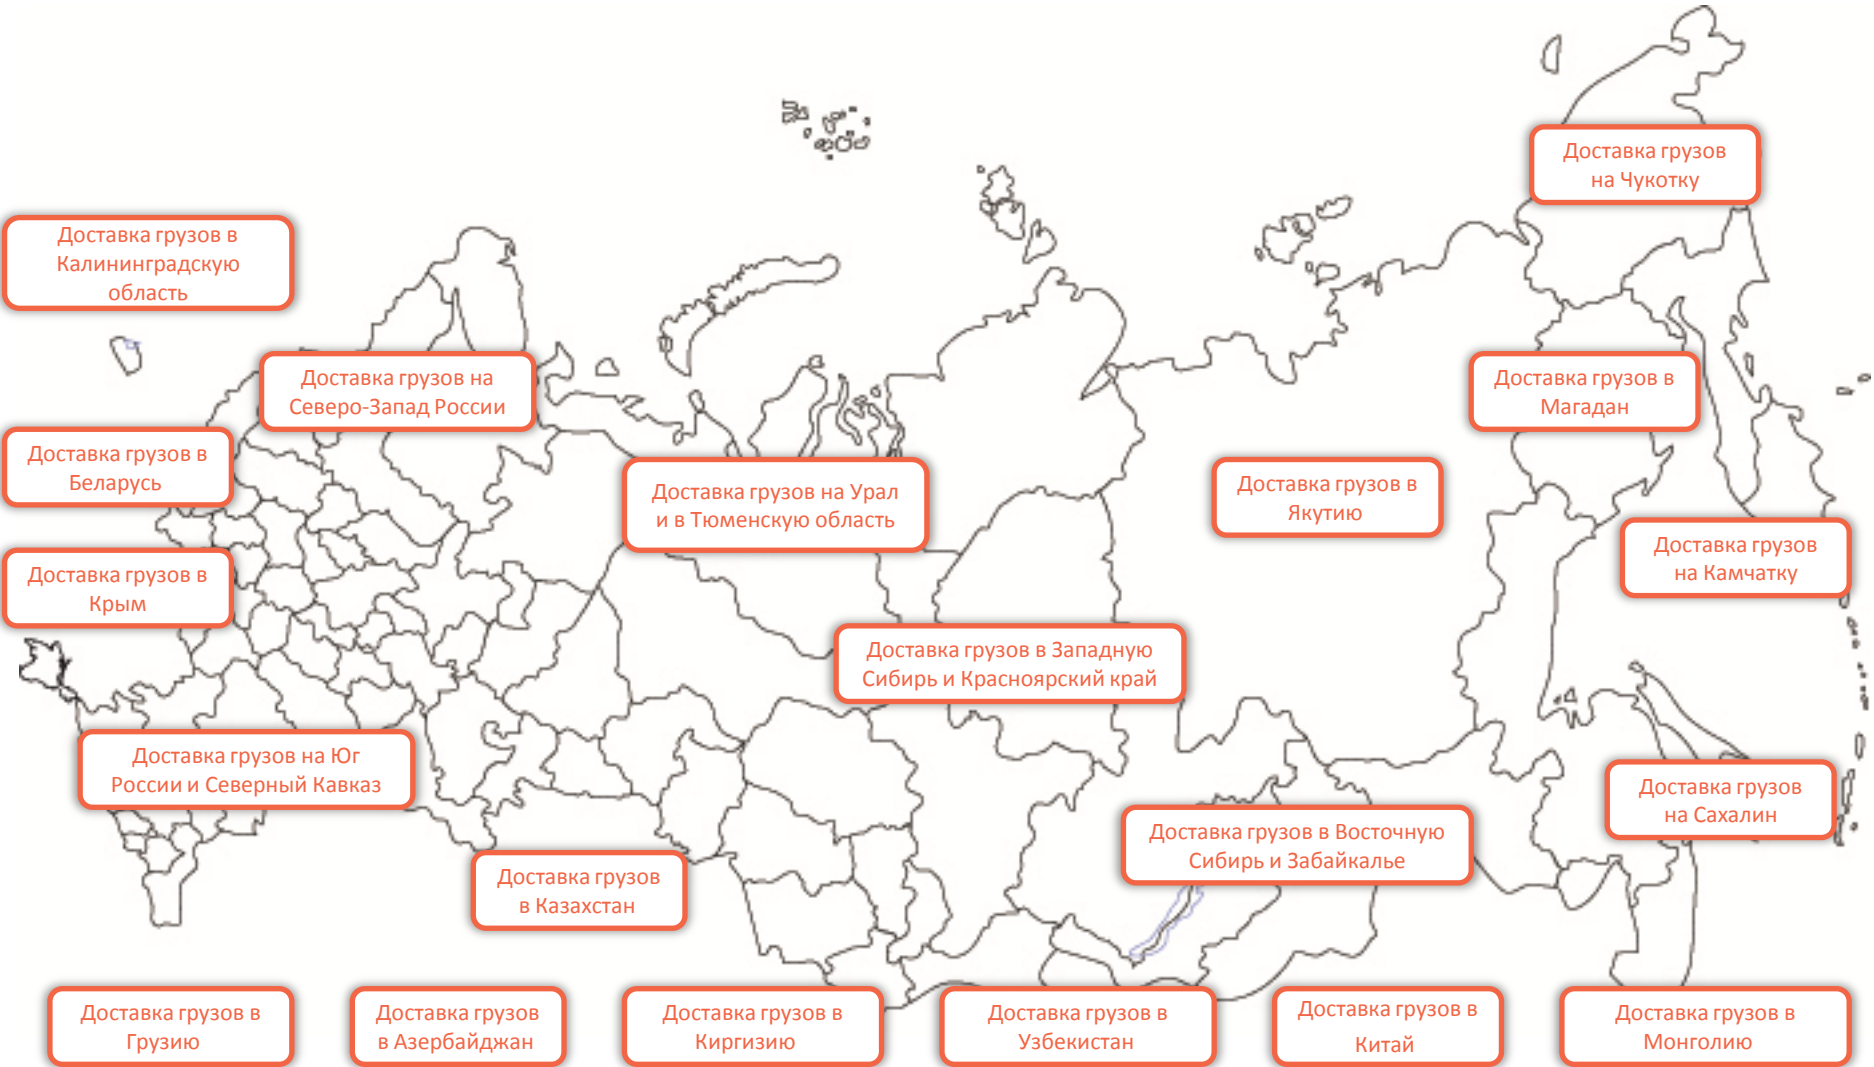 Доставка грузов
на Чукотку
Доставка грузов в
Калининградскую
область
Доставка грузов на
Северо-Запад России
Доставка грузов в
Магадан
Доставка грузов в
Беларусь
Доставка грузов на Урал
и в Тюменскую область
Доставка грузов в
Якутию
Доставка грузов
на Камчатку
Доставка грузов в
Крым
Доставка грузов в Западную
Сибирь и Красноярский край
Доставка грузов на Юг
России и Северный Кавказ
Доставка грузов
на Сахалин
Доставка грузов в Восточную
Сибирь и Забайкалье
Доставка грузов
в Казахстан
Доставка грузов в
Грузию
Доставка грузов
в Азербайджан
Доставка грузов в
Киргизию
Доставка грузов в
Узбекистан
Доставка грузов в
Китай
Доставка грузов в
Монголию